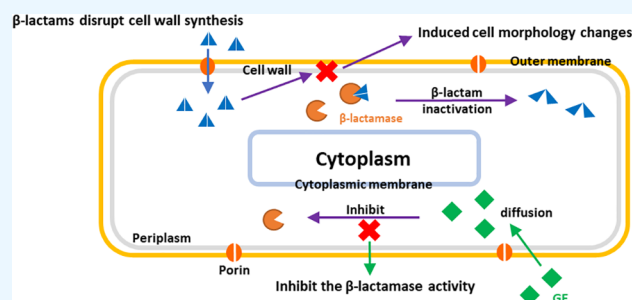 β-lactams disrupt cell wall synthesis
Induced cell morphology changes
Outer membrane
Cell wall
β-lactam
inactivation
β-lactamase
Cytoplasm
Cytoplasmic membrane
Inhibit
diffusion
Periplasm
Porin
Inhibit the β-lactamase activity
GF